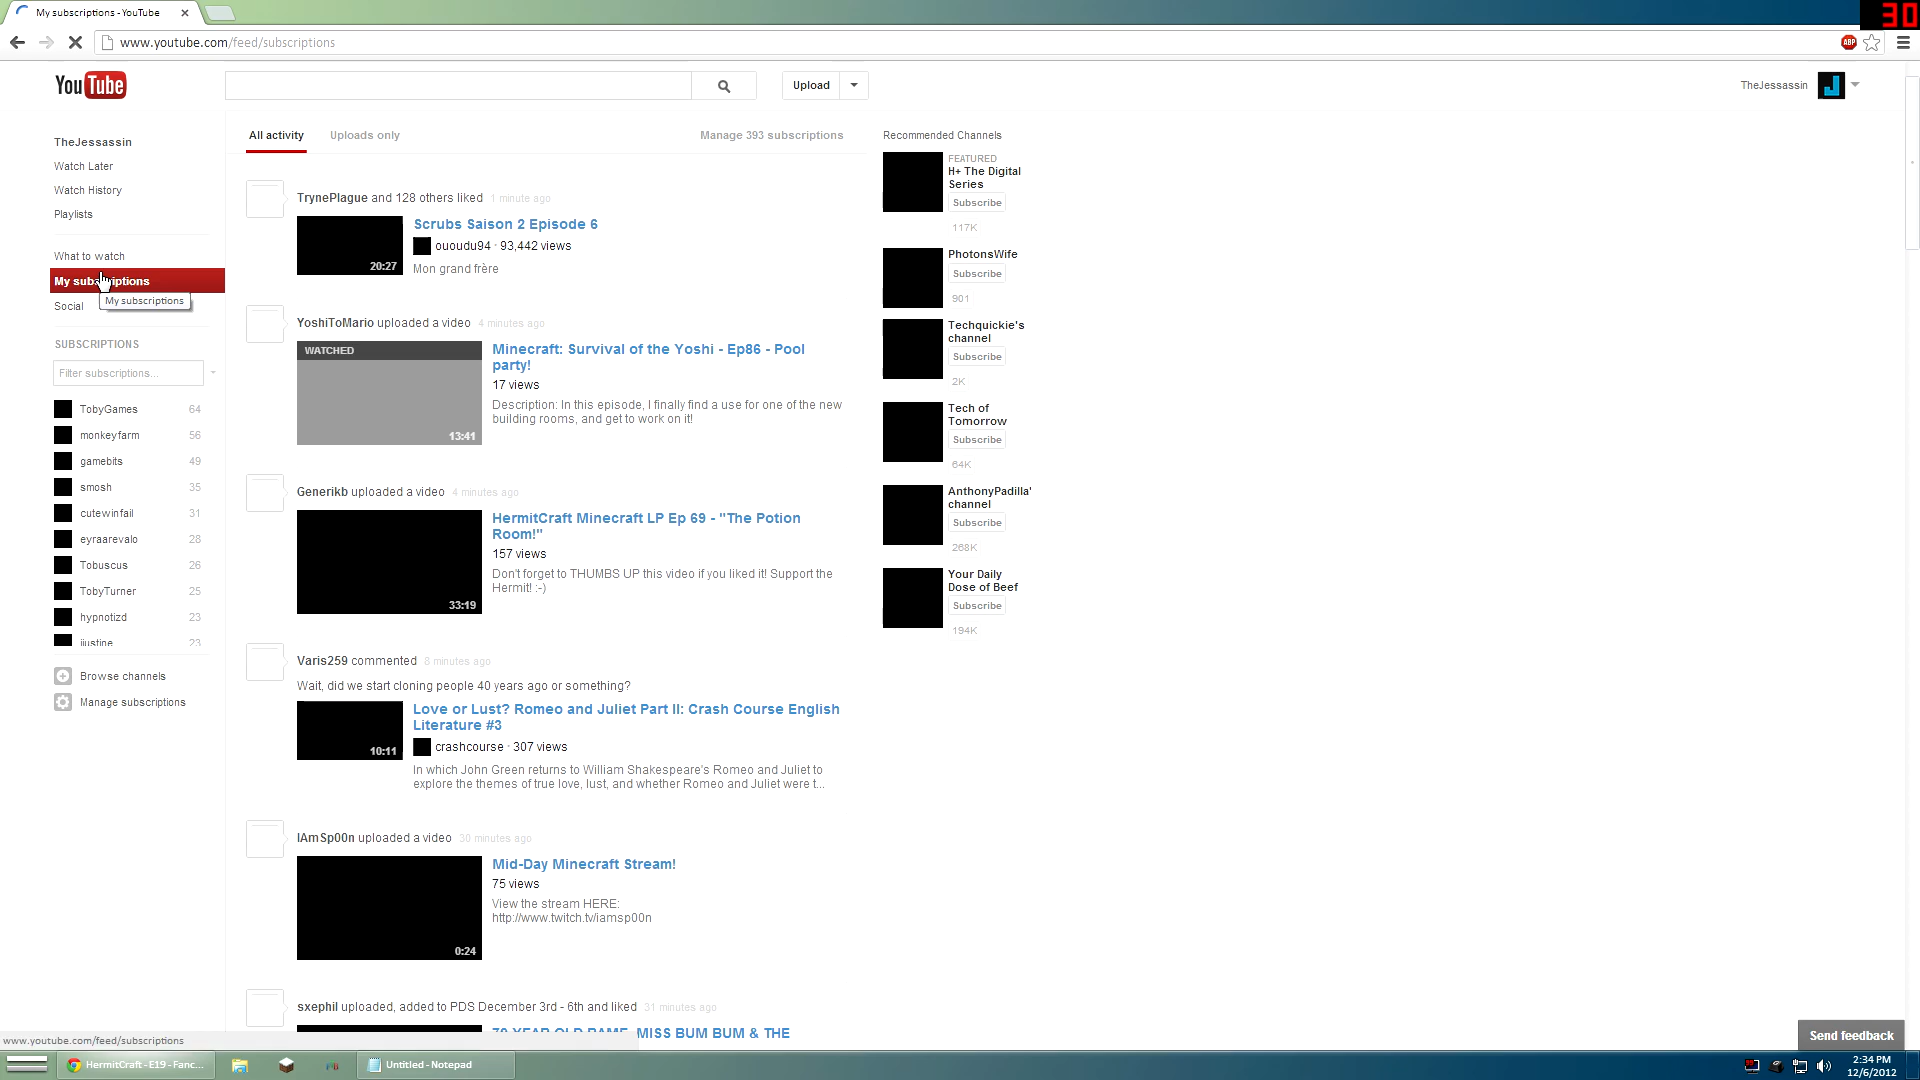 My subscriptions - YouTube
30
www.youtube.com/feed/subscriptions
ABP
YouTube
Upload
TheJessassin
J
TheJessassin
Watch Later
Watch History
Playlists
What to watch
My subscriptions
My subscriptions
Social
SUBSCRIPTIONS
Filter subscriptions...
TobyGames 64
monkeyfarm 56
gamebits 49
smosh 35
cutewinfail 31
eyraarevalo 28
Tobuscus 26
TobyTurner 25
hypnotizd 23
ijustine 23
Browse channels
Manage subscriptions
All activity
Uploads only
Manage 393 subscriptions
TrynePlague and 128 others liked 1 minute ago
20:27
Scrubs Saison 2 Episode 6
ououdu94 · 93,442 views
Mon grand frère
YoshiToMario uploaded a video 4 minutes ago
WATCHED
13:41
Minecraft: Survival of the Yoshi - Ep86 - Pool
party!
17 views
Description: In this episode, I finally find a use for one of the new
building rooms, and get to work on it!
Generikb uploaded a video 4 minutes ago
33:19
HermitCraft Minecraft LP Ep 69 - "The Potion
Room!"
157 views
Don't forget to THUMBS UP this video if you liked it! Support the
Hermit! :-)
Varis259 commented 8 minutes ago
Wait, did we start cloning people 40 years ago or something?
10:11
Love or Lust? Romeo and Juliet Part II: Crash Course English
Literature #3
crashcourse · 307 views
In which John Green returns to William Shakespeare's Romeo and Juliet to
explore the themes of true love, lust, and whether Romeo and Juliet were t...
IAmSp00n uploaded a video 30 minutes ago
0:24
Mid-Day Minecraft Stream!
75 views
View the stream HERE:
http://www.twitch.tv/iamsp00n
sxephil uploaded, added to PDS December 3rd - 6th and liked 31 minutes ago
MISS BUM BUM & THE
Recommended Channels
FEATURED
H+ The Digital
Series
Subscribe
117K
PhotonsWife
Subscribe
901
Techquickie's
channel
Subscribe
2K
Tech of
Tomorrow
Subscribe
64K
AnthonyPadilla'
channel
Subscribe
268K
Your Daily
Dose of Beef
Subscribe
194K
Send feedback
www.youtube.com/feed/subscriptions
HermitCraft - E19 - Fanc...
Untitled - Notepad
2:34 PM
12/6/2012